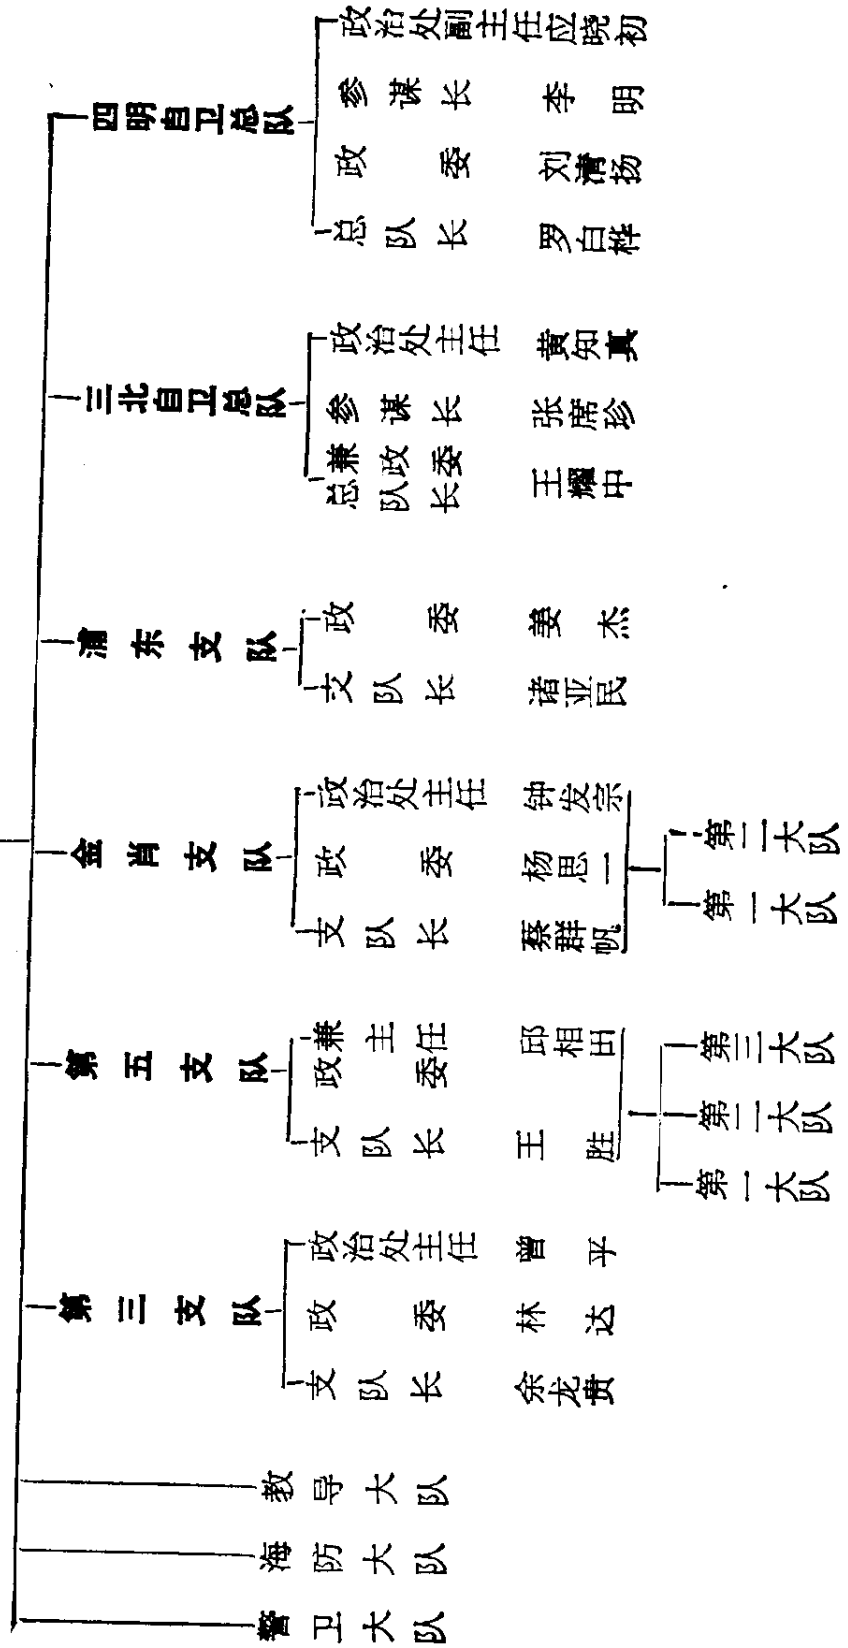 四明自卫总队
政治处副主任应晓初
参谋长 李明
政委 刘清扬
总队长 罗白桦
三北自卫总队
政治处主任 黄知真
参谋长 张席珍
总队长兼政委 王耀中
浦东支队
政委 姜杰
支队长 诸亚民
金肖支队
政治处主任 钟发宗
政委 杨思一
支队长 蔡群帆
第二大队
第一大队
第五支队
政委兼主任 邱相田
支队长 王胜
第三大队
第二大队
第一大队
第三支队
政治处主任 曾平
政委 林达
支队长 余龙贵
教导大队
海防大队
警卫大队